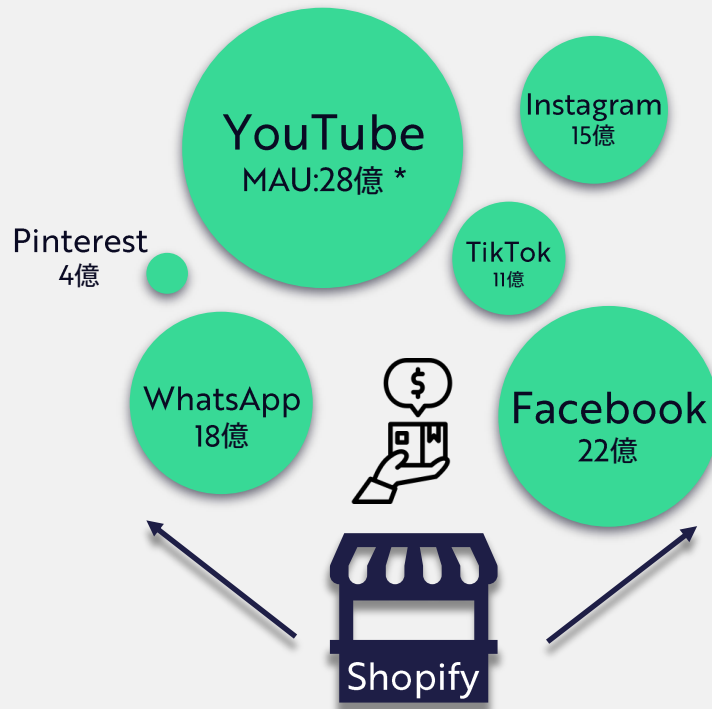 YouTube
MAU:28億 *
Instagram
15億
Pinterest
4億
TikTok
11億
WhatsApp
18億
$
Facebook
22億
Shopify